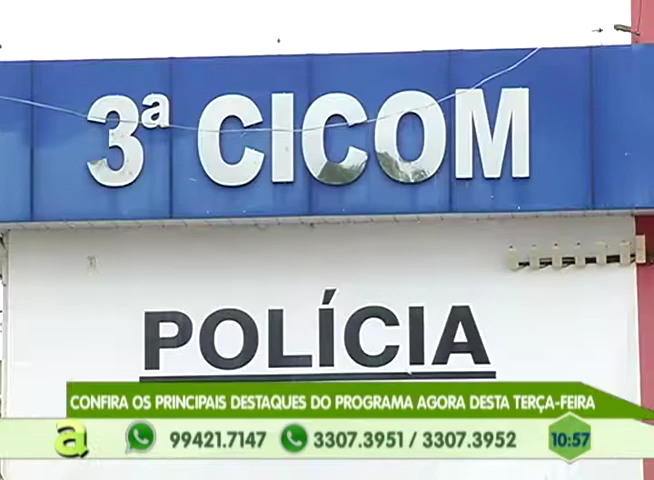 3ª CICOM
POLÍCIA
CONFIRA OS PRINCIPAIS DESTAQUES DO PROGRAMA AGORA DESTA TERÇA-FEIRA
a 99421.7147 3307.3951 / 3307.3952 10:57